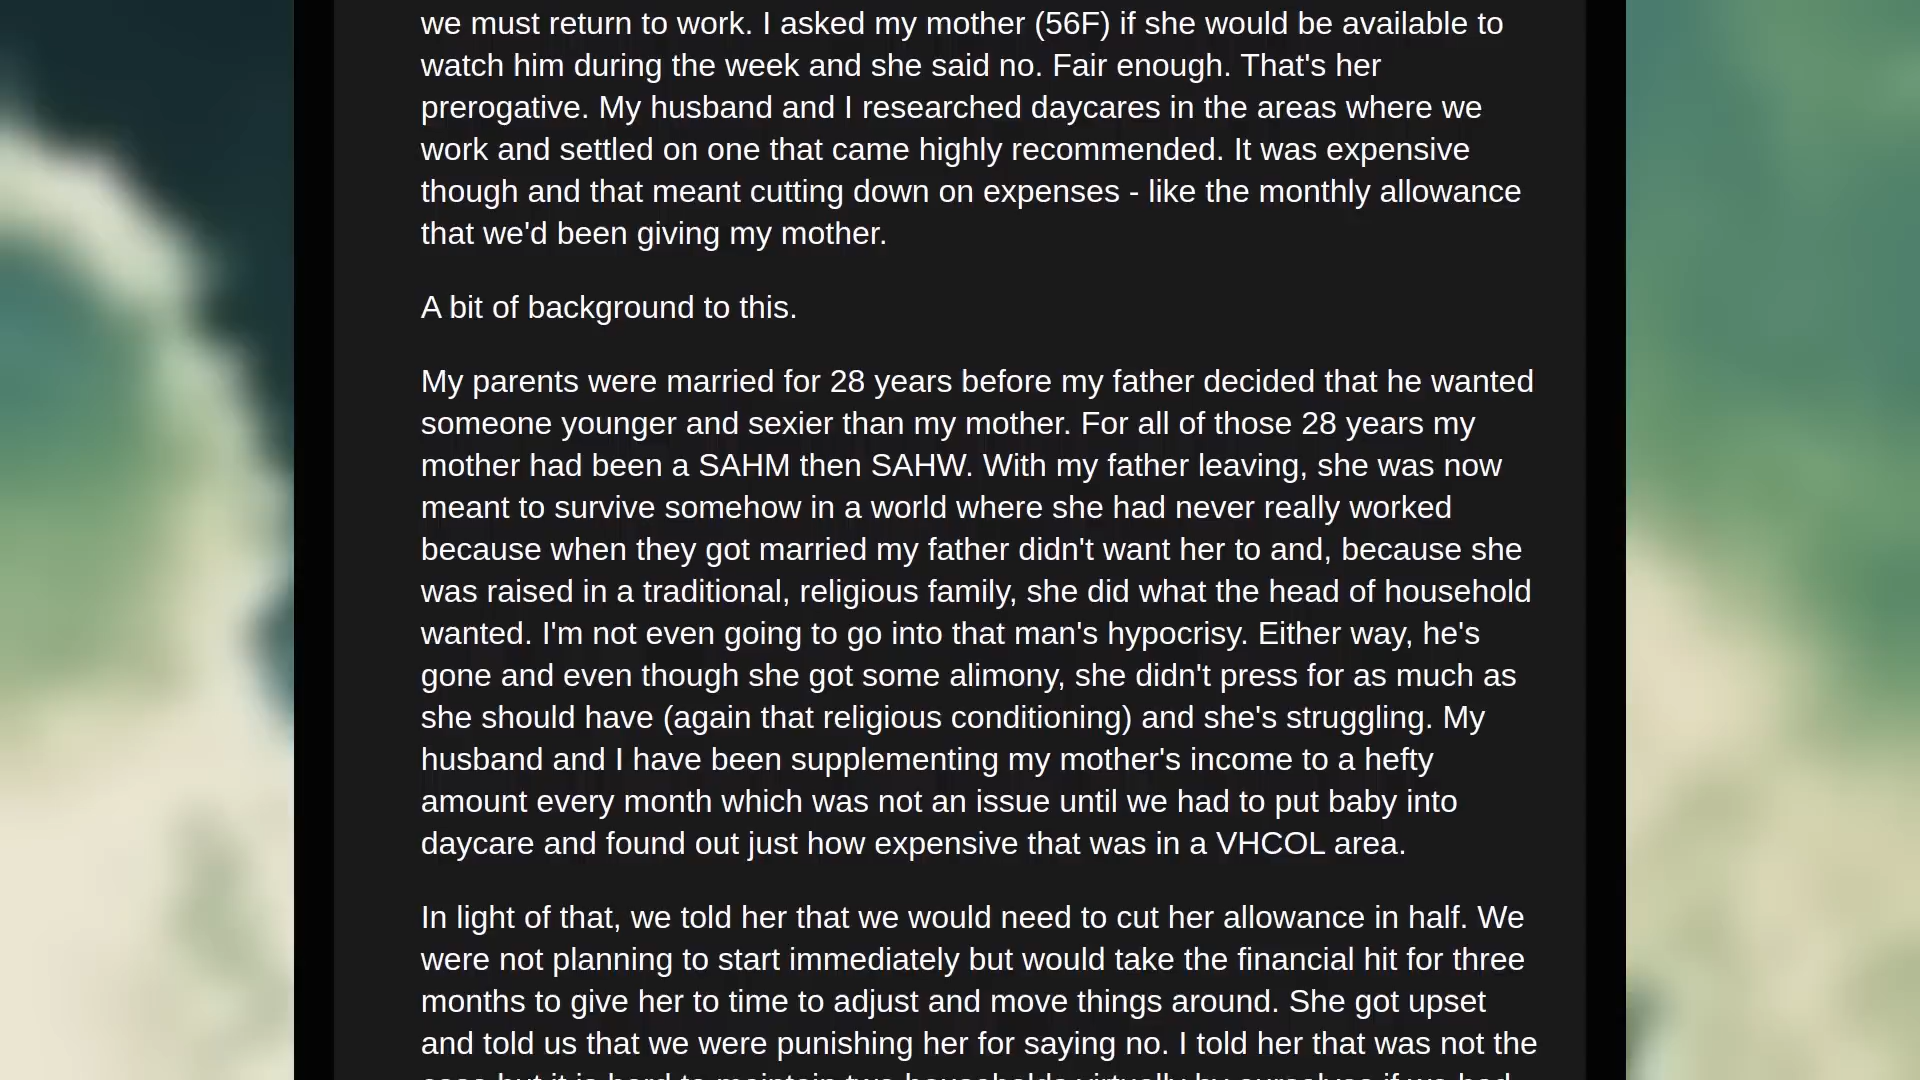 we must return to work. I asked my mother (56F) if she would be available to
watch him during the week and she said no. Fair enough. That's her
prerogative. My husband and I researched daycares in the areas where we
work and settled on one that came highly recommended. It was expensive
though and that meant cutting down on expenses - like the monthly allowance
that we'd been giving my mother.
A bit of background to this.
My parents were married for 28 years before my father decided that he wanted
someone younger and sexier than my mother. For all of those 28 years my
mother had been a SAHM then SAHW. With my father leaving, she was now
meant to survive somehow in a world where she had never really worked
because when they got married my father didn't want her to and, because she
was raised in a traditional, religious family, she did what the head of household
wanted. I'm not even going to go into that man's hypocrisy. Either way, he's
gone and even though she got some alimony, she didn't press for as much as
she should have (again that religious conditioning) and she's struggling. My
husband and I have been supplementing my mother's income to a hefty
amount every month which was not an issue until we had to put baby into
daycare and found out just how expensive that was in a VHCOL area.
In light of that, we told her that we would need to cut her allowance in half. We
were not planning to start immediately but would take the financial hit for three
months to give her to time to adjust and move things around. She got upset
and told us that we were punishing her for saying no. I told her that was not the
case but it is hard to maintain two households virtually by ourselves if we had